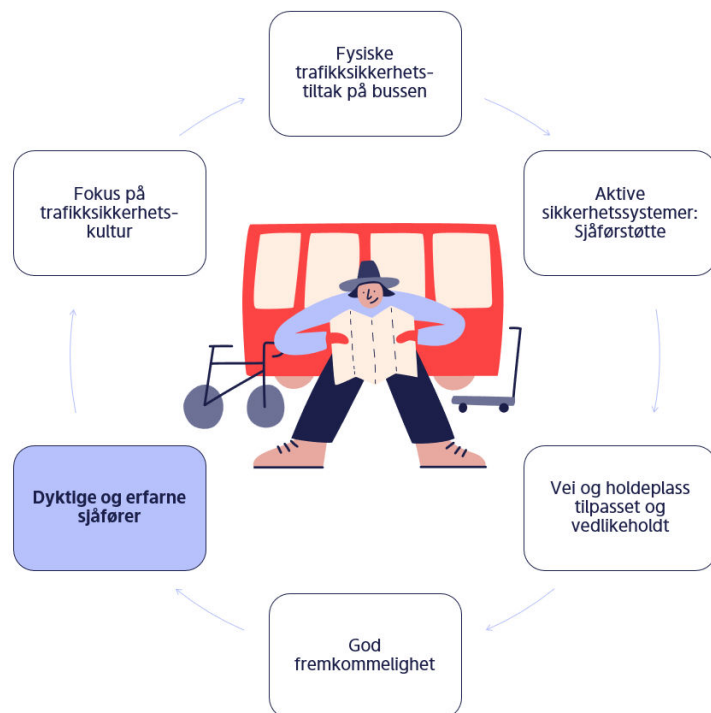 Fysiske
trafikksikkerhets-
tiltak på bussen
Aktive
sikkerhetssystemer:
Sjåførstøtte
Vei og holdeplass
tilpasset og
vedlikeholdt
God
fremkommelighet
Dyktige og erfarne
sjåfører
Fokus på
trafikksikkerhets-
kultur